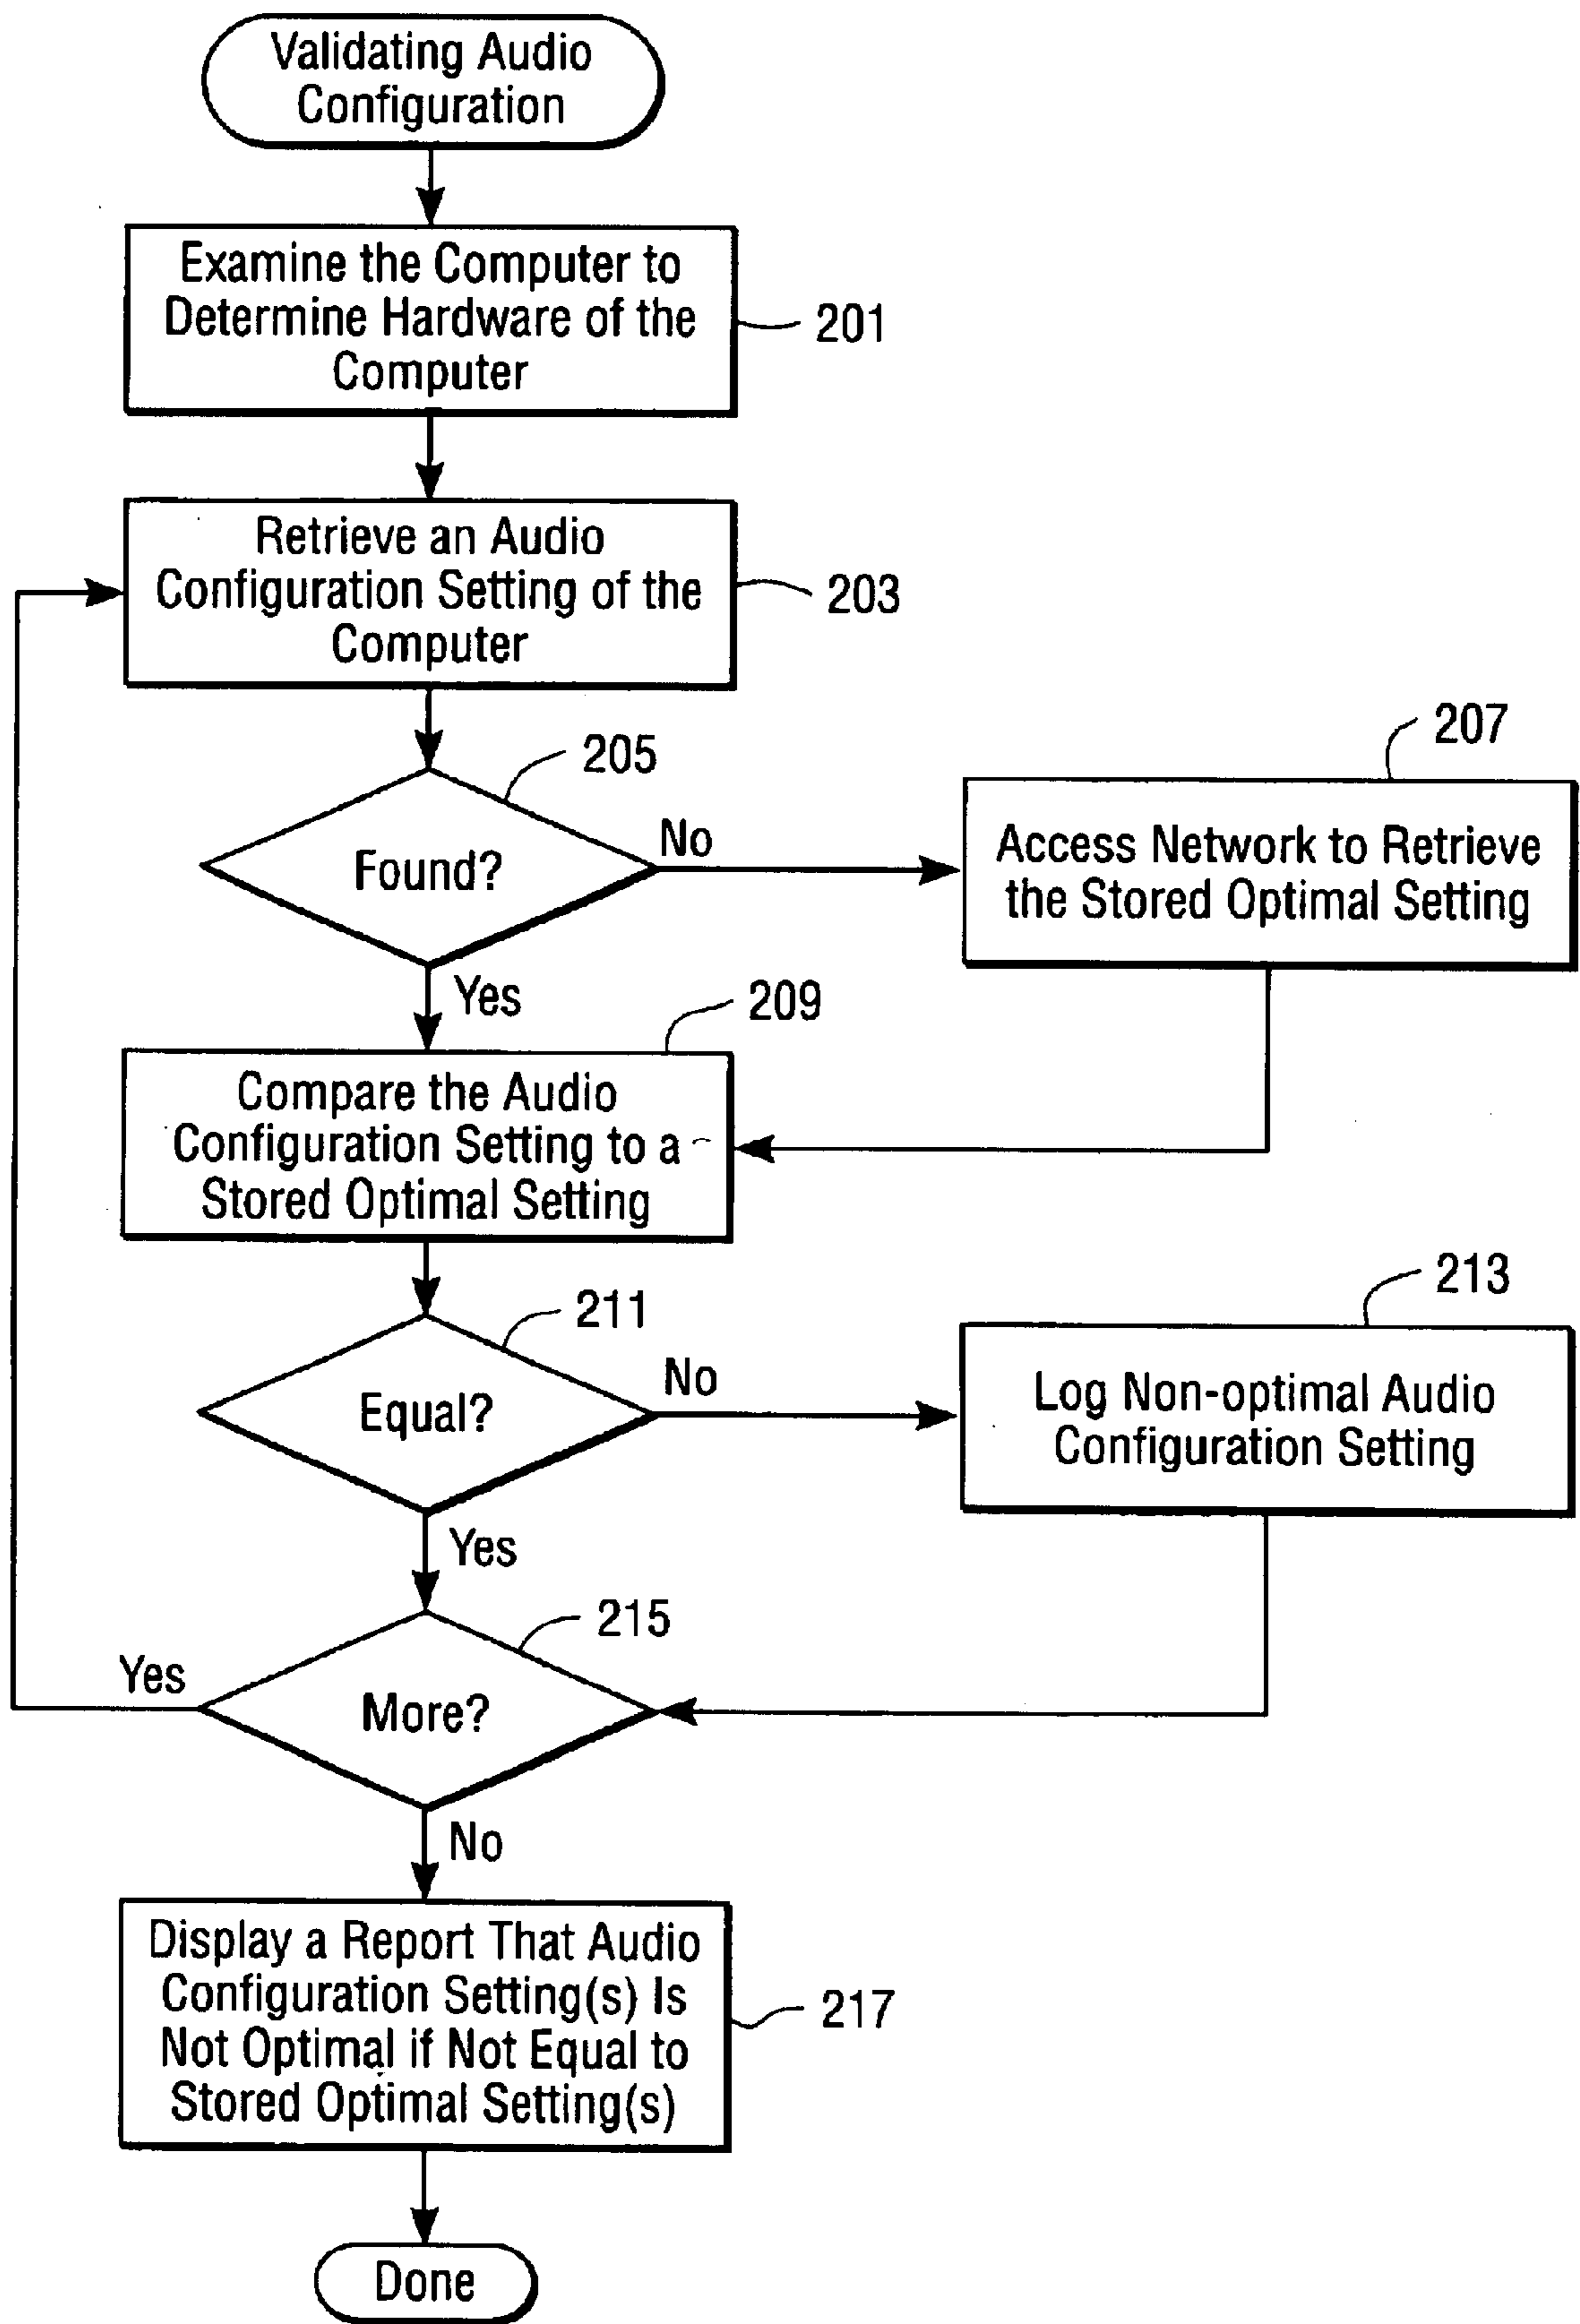 Validating Audio
Configuration
Examine the Computer to
Determine Hardware of the
Computer
201
Retrieve an Audio
Configuration Setting of the
Computer
203
205
Found?
No
Yes
207
Access Network to Retrieve
the Stored Optimal Setting
209
Compare the Audio
Configuration Setting to a
Stored Optimal Setting
211
Equal?
No
Yes
213
Log Non-optimal Audio
Configuration Setting
215
More?
Yes
No
Display a Report That Audio
Configuration Setting(s) Is
Not Optimal if Not Equal to
Stored Optimal Setting(s)
217
Done